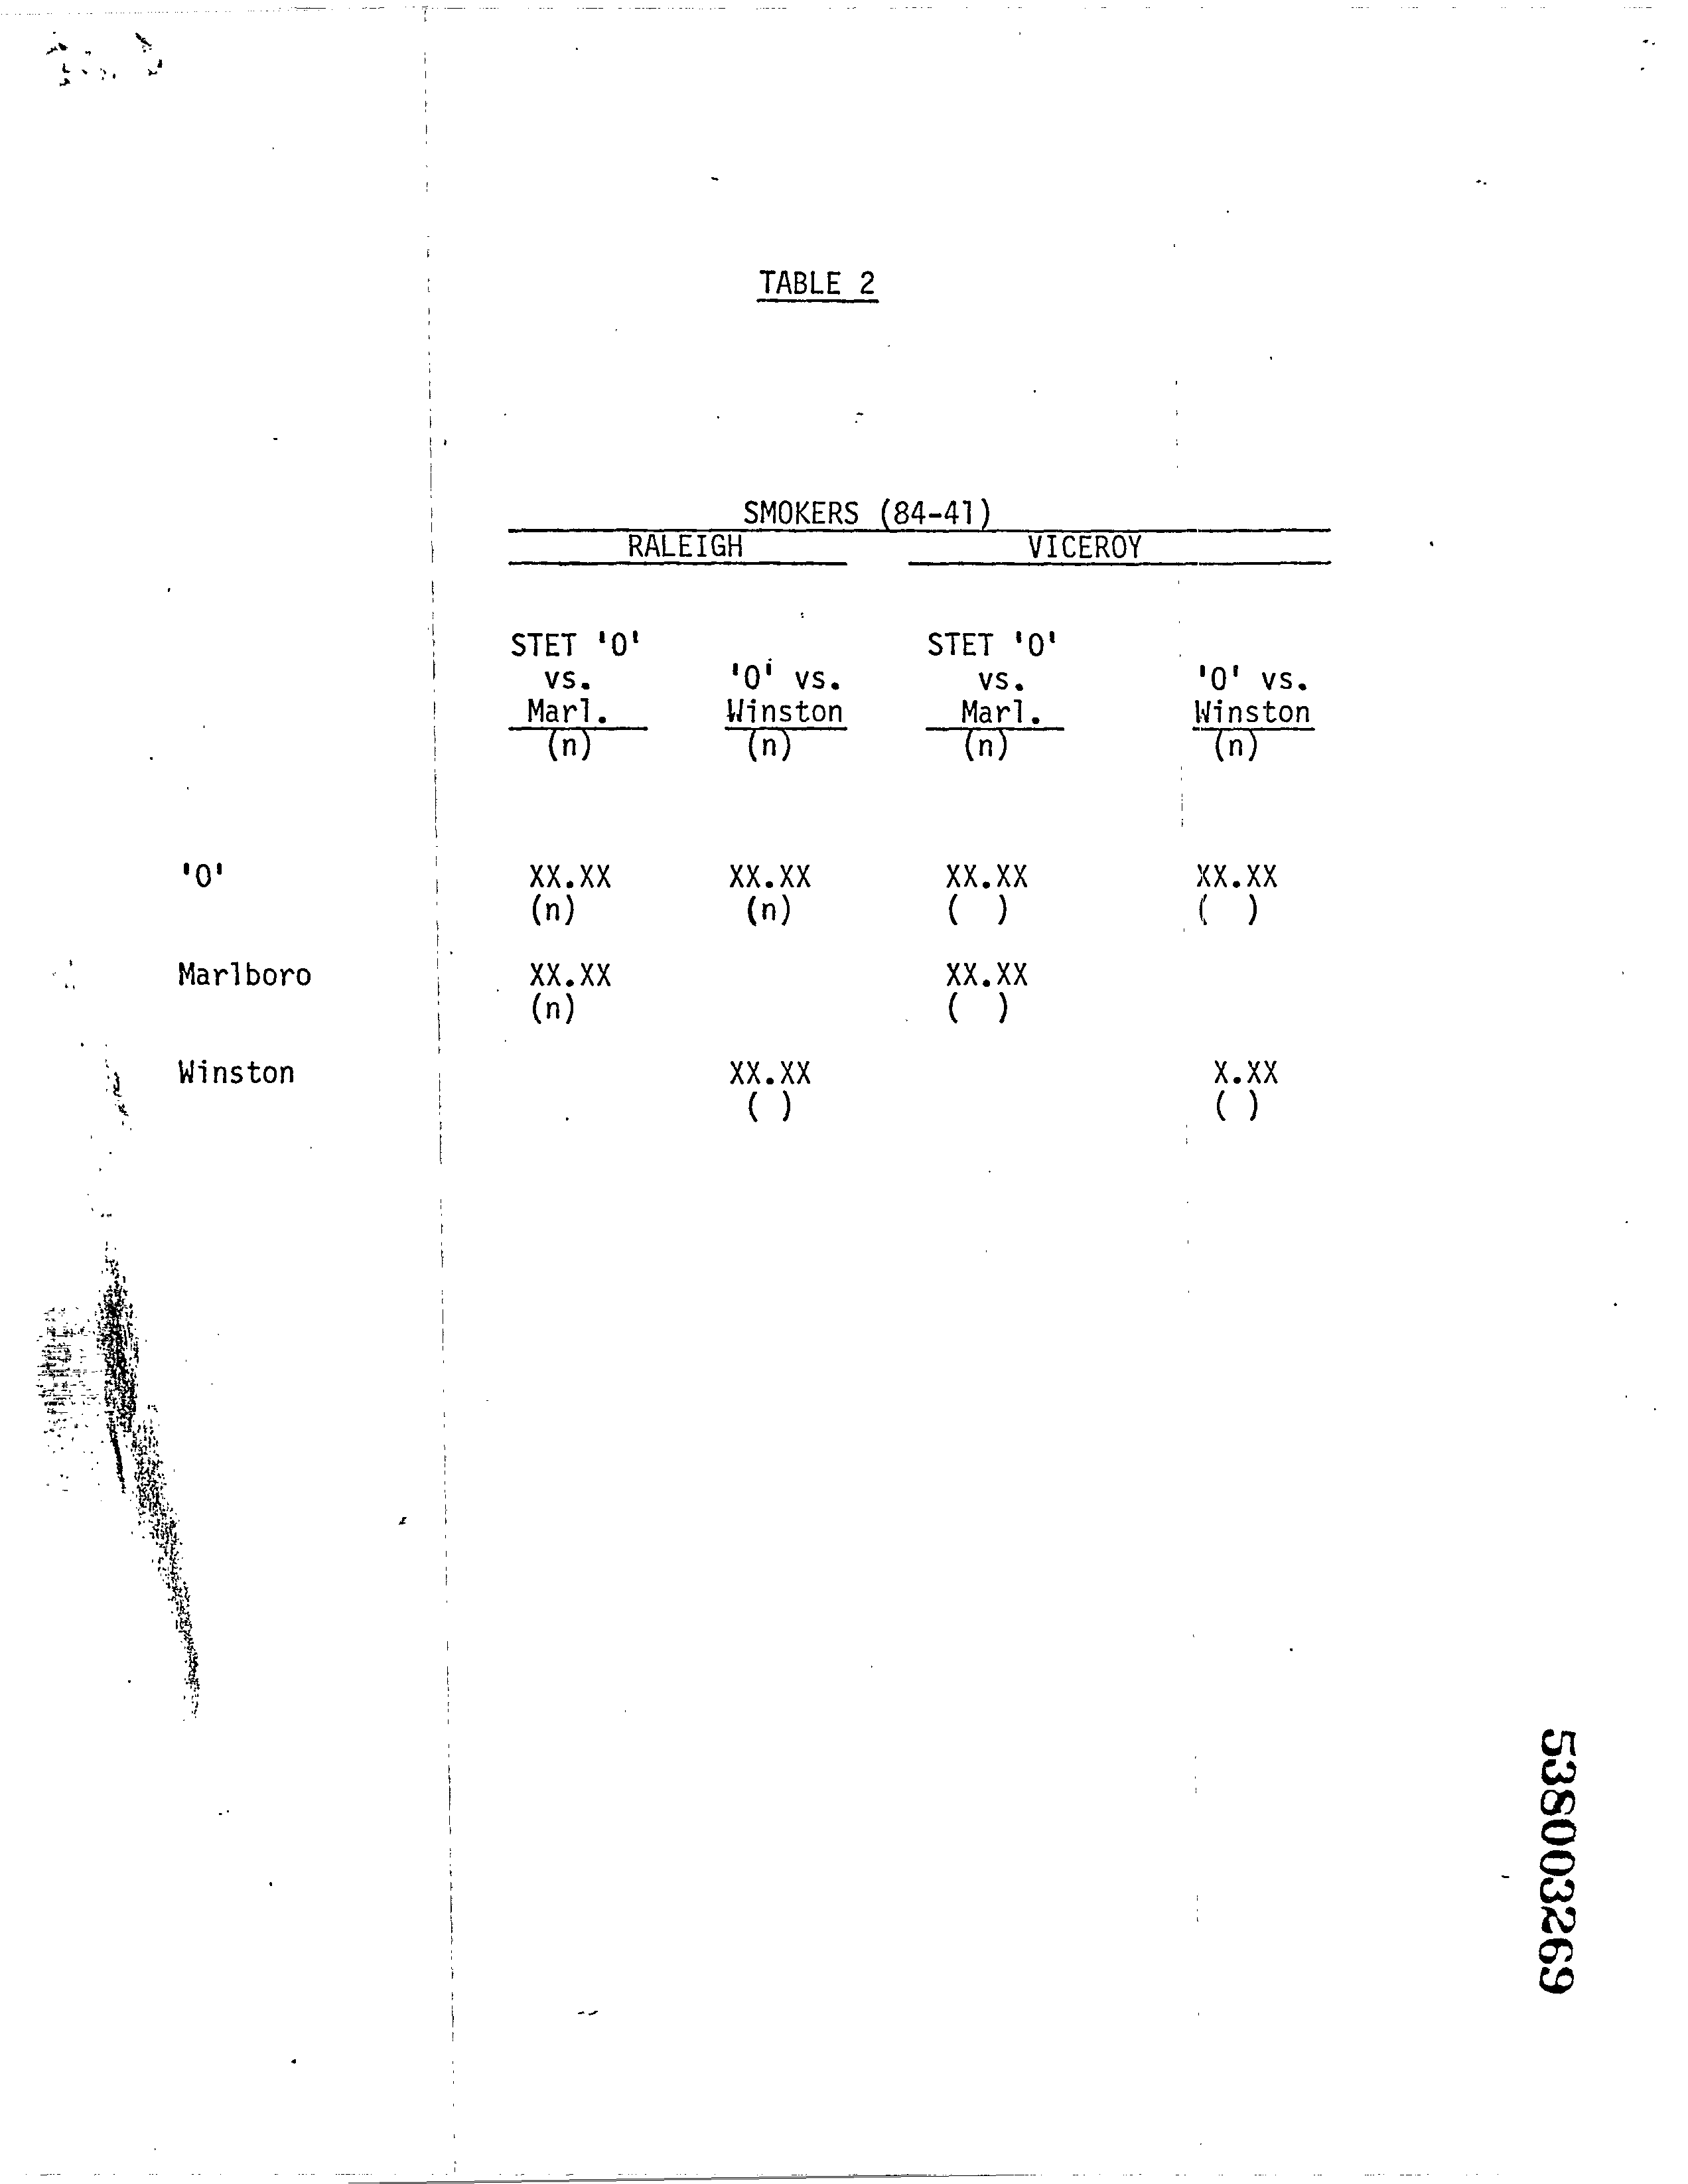 TABLE 2
SMOKERS (84-41)
RALEIGH VICEROY
STET '0' STET '0'
vs. '0' vs. vs. '0' vs.
Marl. Winston Marl. Winston
(n) (n) (n) (n)
'0' XX.XX XX.XX XX.XX XX.XX
(n) (n) ( ) ( )
Marlboro XX.XX XX.XX
(n) ( )
Winston XX.XX X.XX
( ) ( )
538003269